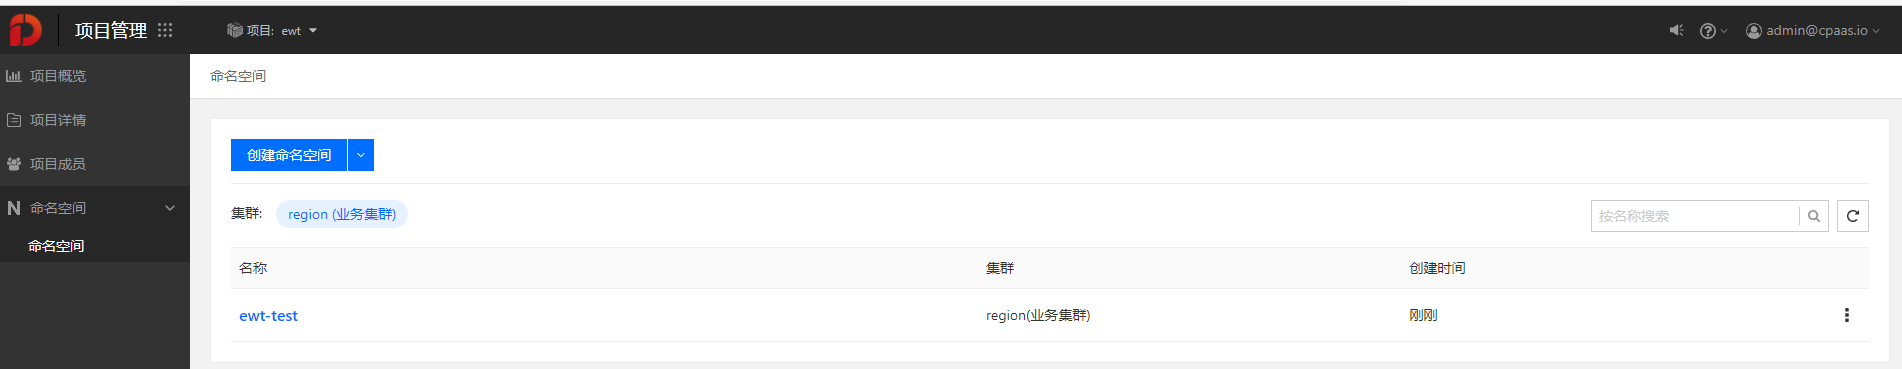 项目管理 项目: ewt admin@cpaas.io
项目概览
项目详情
项目成员
命名空间
命名空间
命名空间
创建命名空间
集群: region (业务集群) 按名称搜索
名称 集群 创建时间
ewt-test region(业务集群) 刚刚